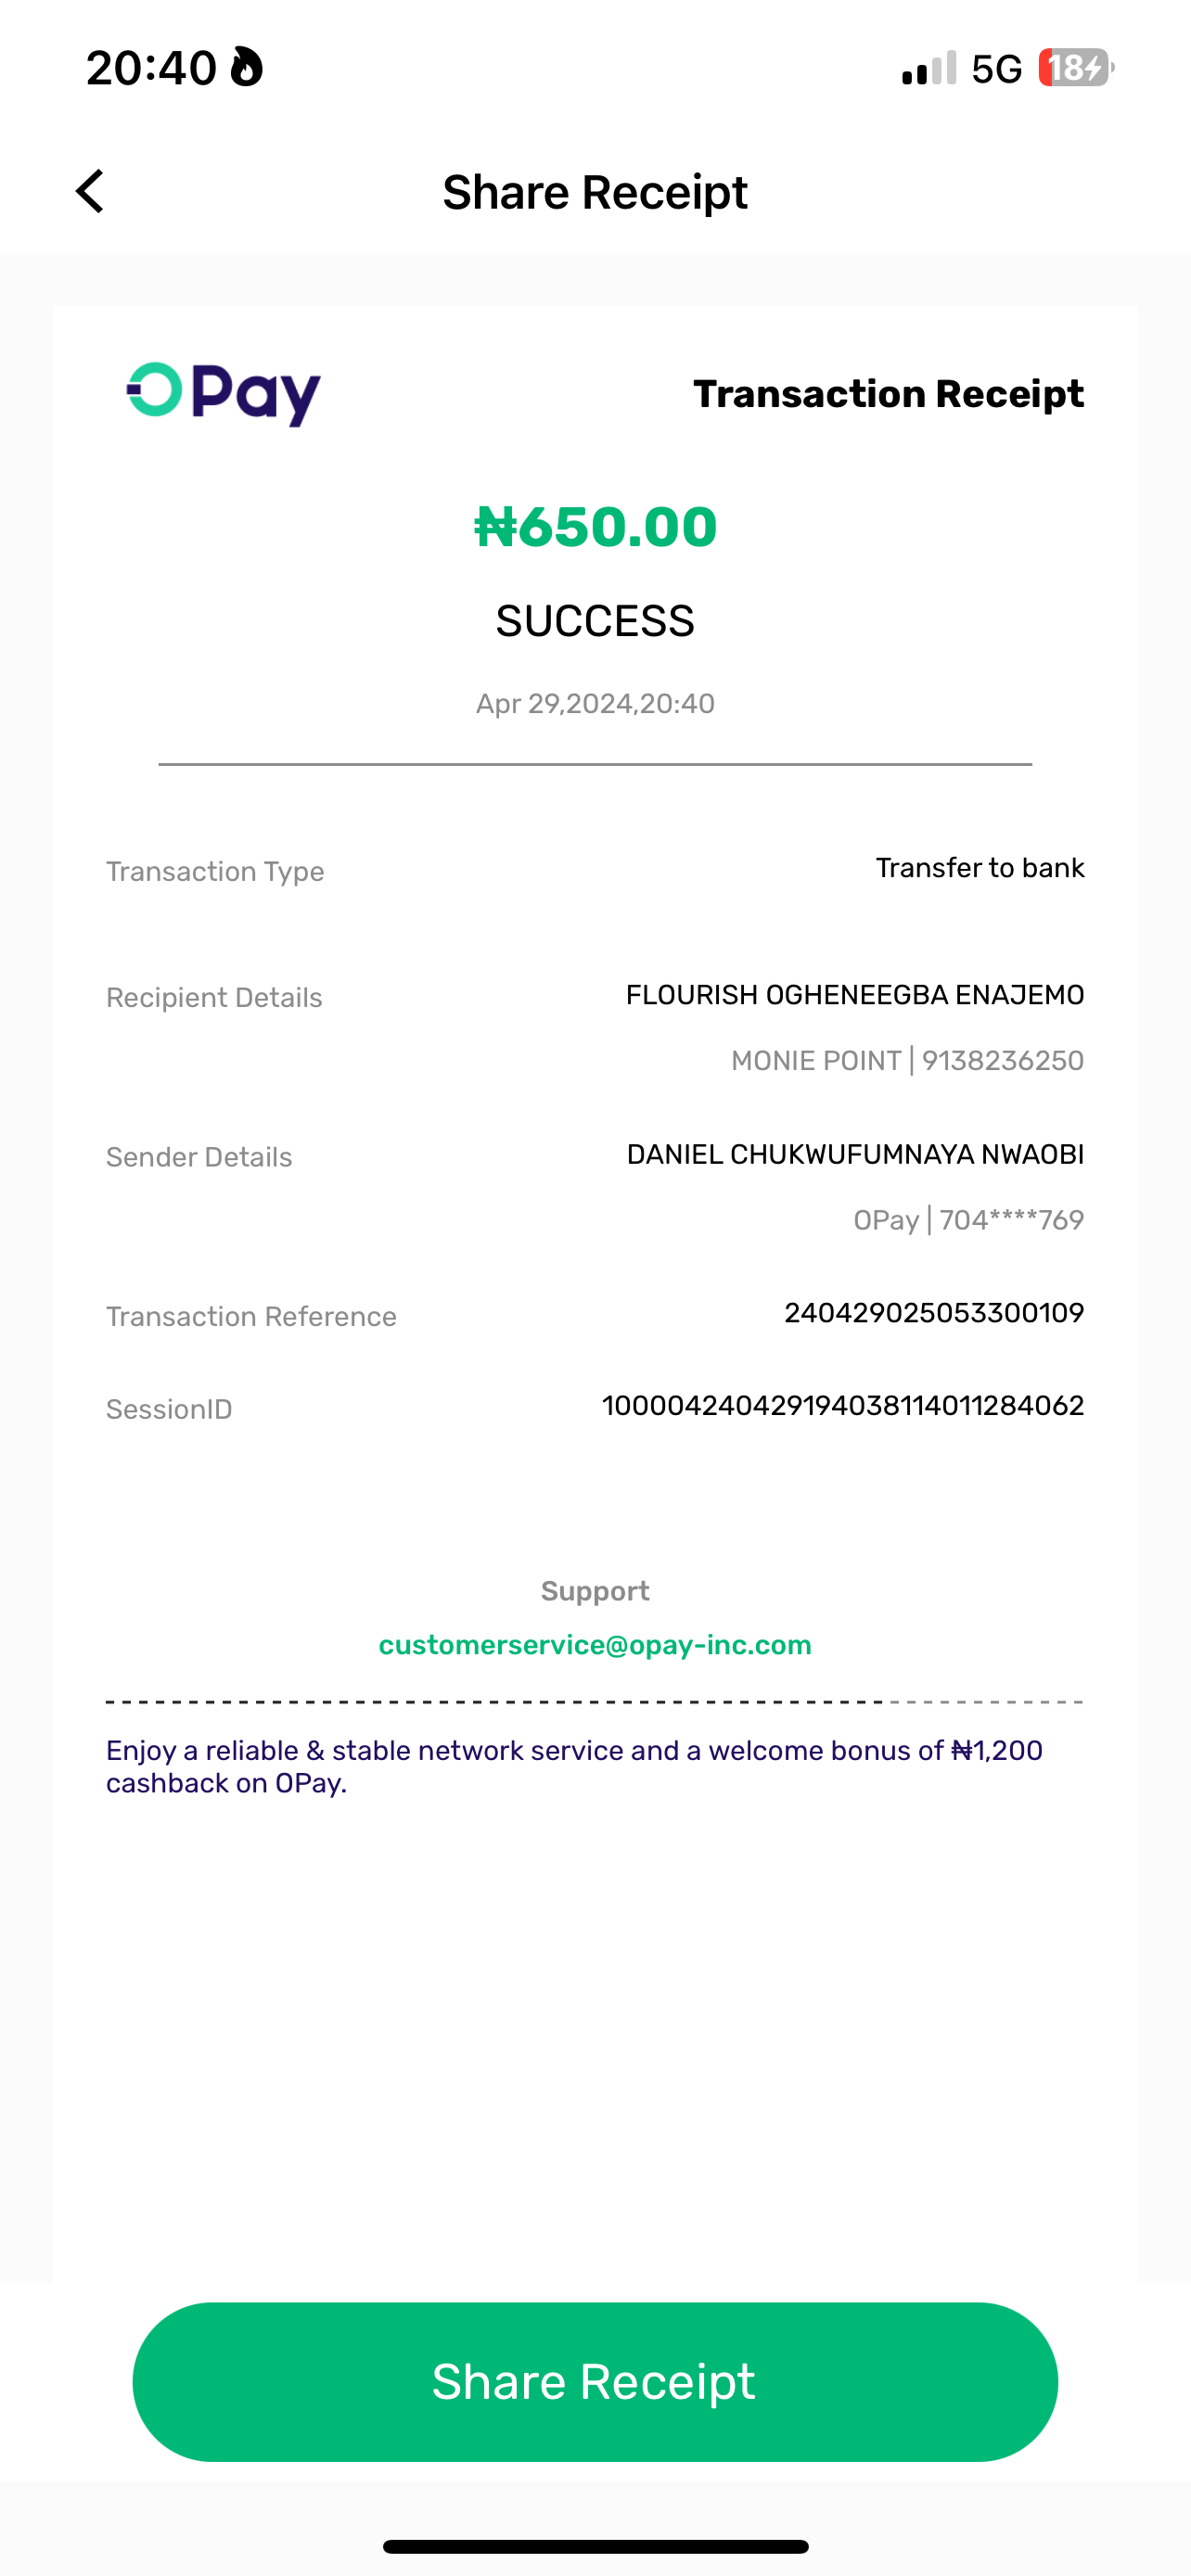 20:40
5G 18
Share Receipt
OPay
Transaction Receipt
₦650.00
SUCCESS
Apr 29,2024,20:40
Transaction Type Transfer to bank
Recipient Details FLOURISH OGHENEEGBA ENAJEMO
MONIE POINT | 9138236250
Sender Details DANIEL CHUKWUFUMNAYA NWAOBI
OPay | 704****769
Transaction Reference 240429025053300109
SessionID 100004240429194038114011284062
Support
customerservice@opay-inc.com
Enjoy a reliable & stable network service and a welcome bonus of ₦1,200
cashback on OPay.
Share Receipt